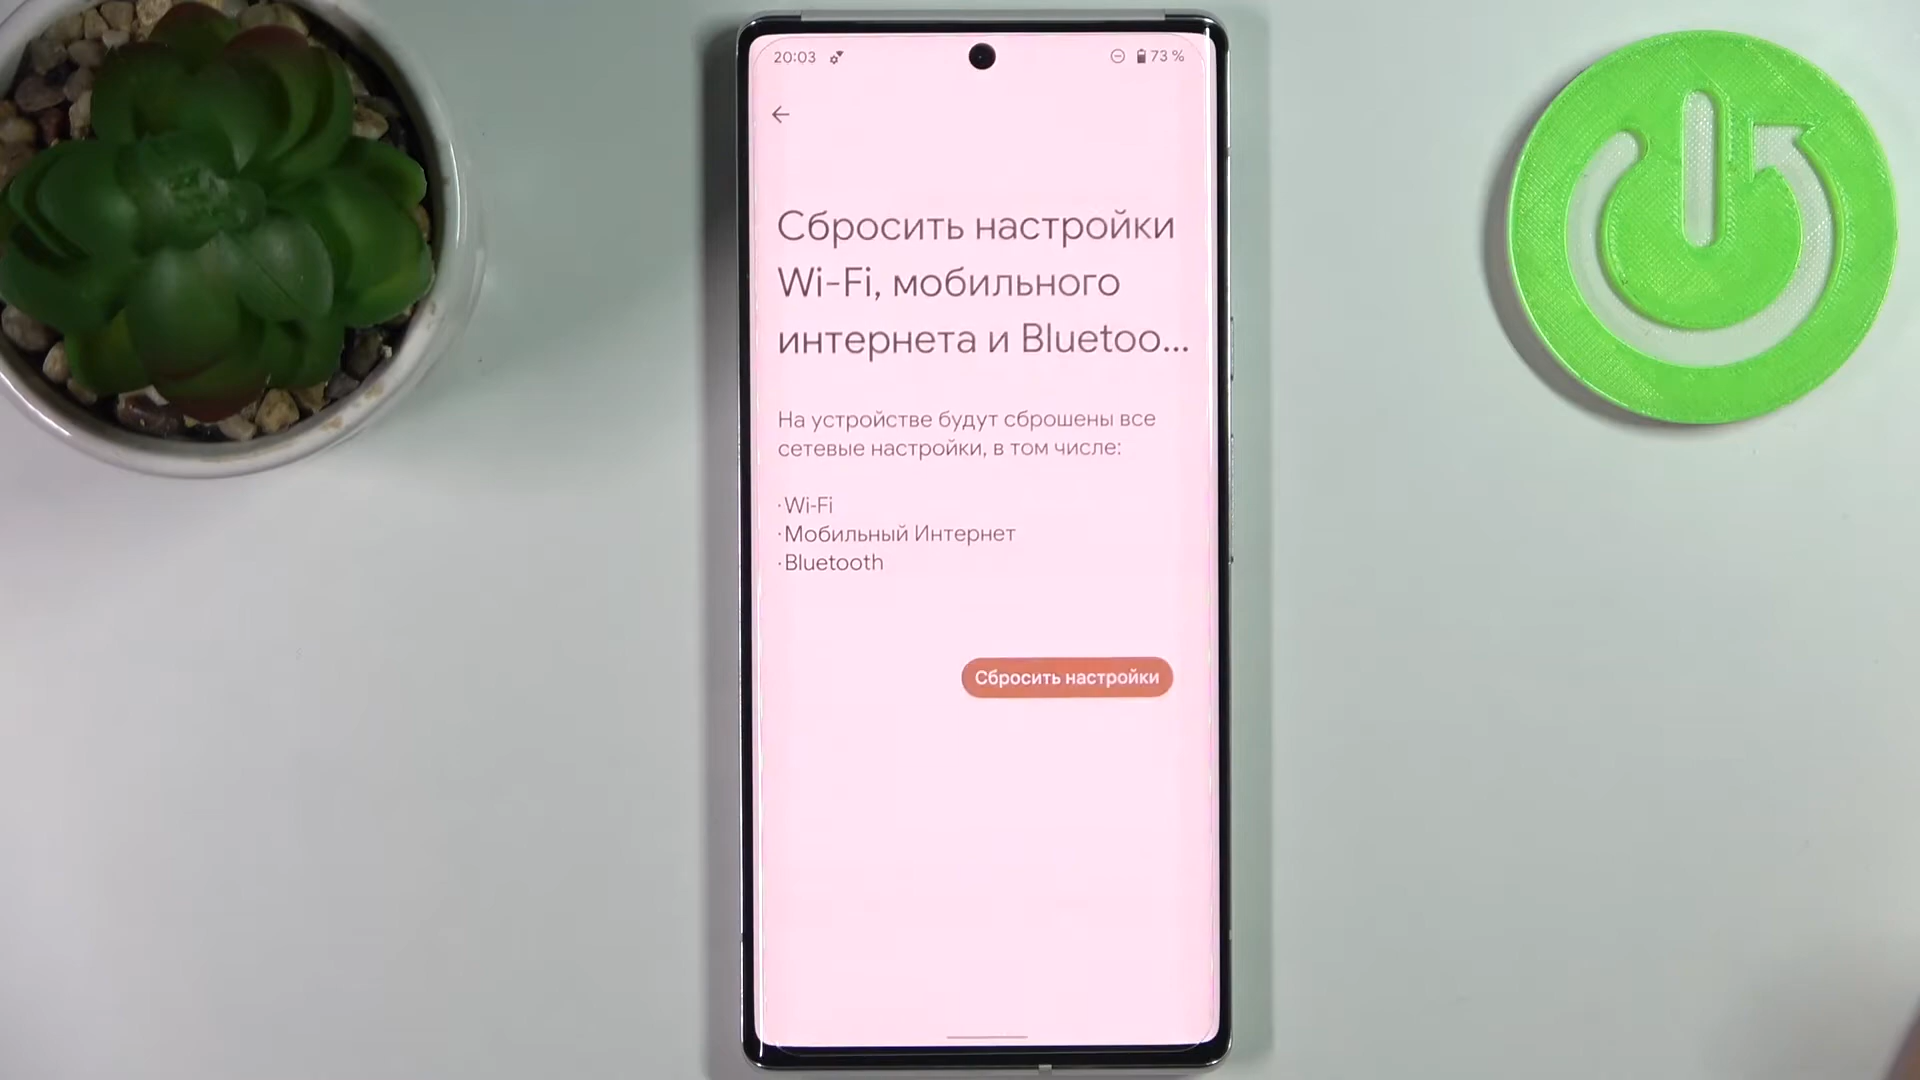 20:03
73 %
Сбросить настройки
Wi-Fi, мобильного
интернета и Bluetoo...
На устройстве будут сброшены все
сетевые настройки, в том числе:
· Wi-Fi
· Мобильный Интернет
· Bluetooth
Сбросить настройки